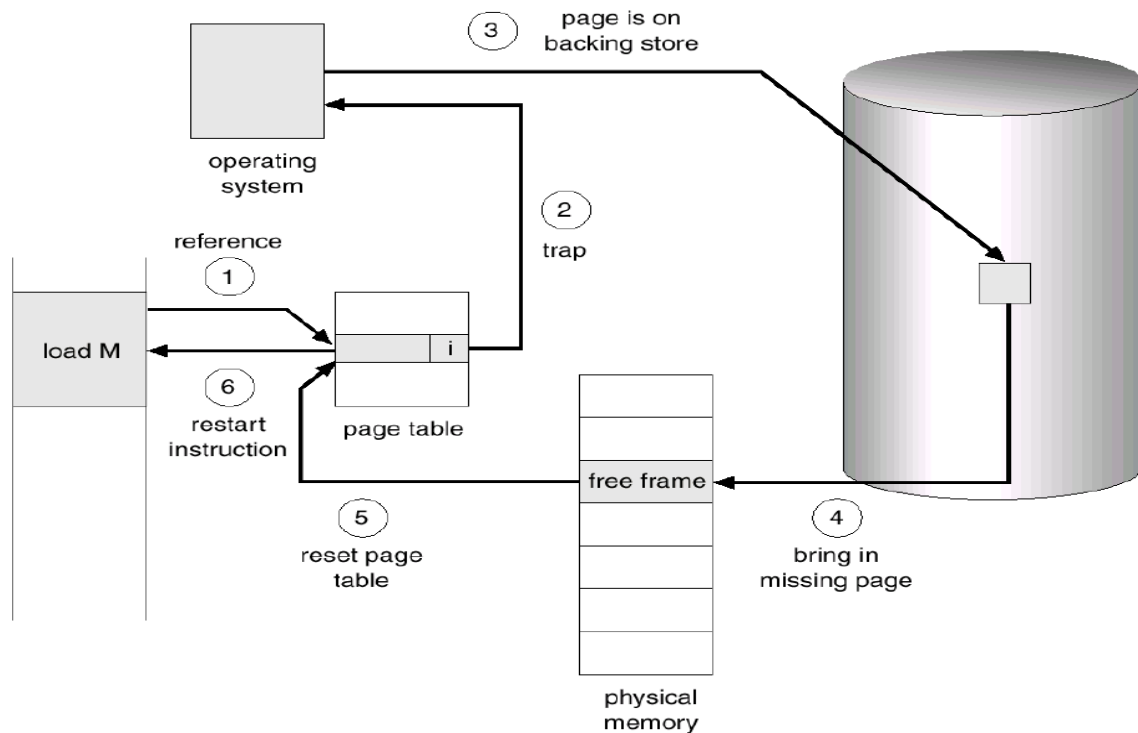 3
page is on
backing store
operating
system
2
trap
reference
1
load M
i
6
restart
instruction
page table
free frame
5
reset page
table
4
bring in
missing page
physical
memory